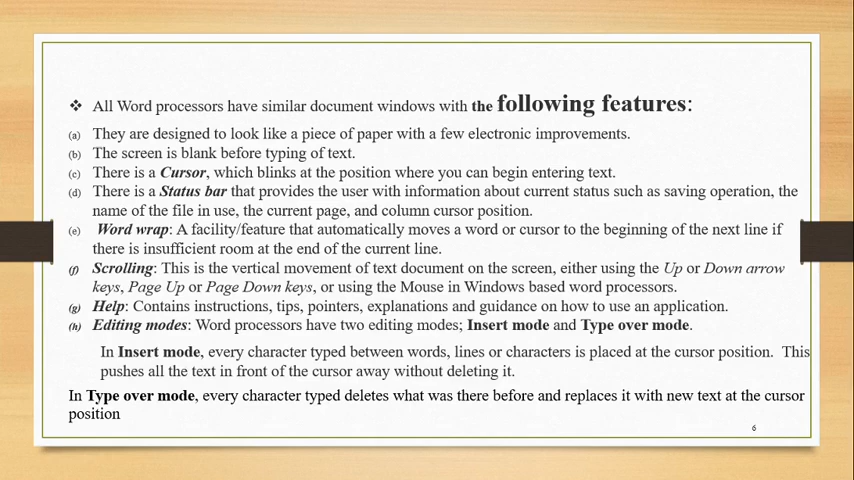 ❖ All Word processors have similar document windows with the following features:
(a) They are designed to look like a piece of paper with a few electronic improvements.
(b) The screen is blank before typing of text.
(c) There is a Cursor, which blinks at the position where you can begin entering text.
(d) There is a Status bar that provides the user with information about current status such as saving operation, the
name of the file in use, the current page, and column cursor position.
(e) Word wrap: A facility/feature that automatically moves a word or cursor to the beginning of the next line if
there is insufficient room at the end of the current line.
(f) Scrolling: This is the vertical movement of text document on the screen, either using the Up or Down arrow
keys, Page Up or Page Down keys, or using the Mouse in Windows based word processors.
(g) Help: Contains instructions, tips, pointers, explanations and guidance on how to use an application.
(h) Editing modes: Word processors have two editing modes; Insert mode and Type over mode.
In Insert mode, every character typed between words, lines or characters is placed at the cursor position. This
pushes all the text in front of the cursor away without deleting it.
In Type over mode, every character typed deletes what was there before and replaces it with new text at the cursor
position
6